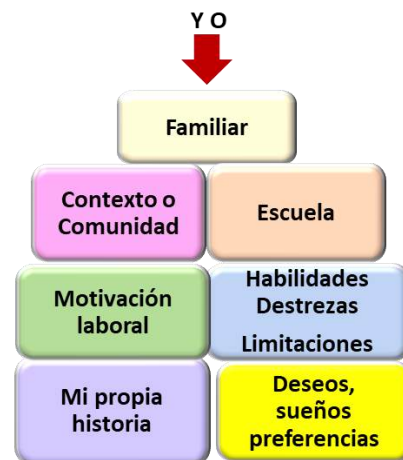 Y O
Familiar
Contexto o
Comunidad
Escuela
Motivación
laboral
Habilidades
Destrezas
Limitaciones
Mi propia
historia
Deseos,
sueños
preferencias